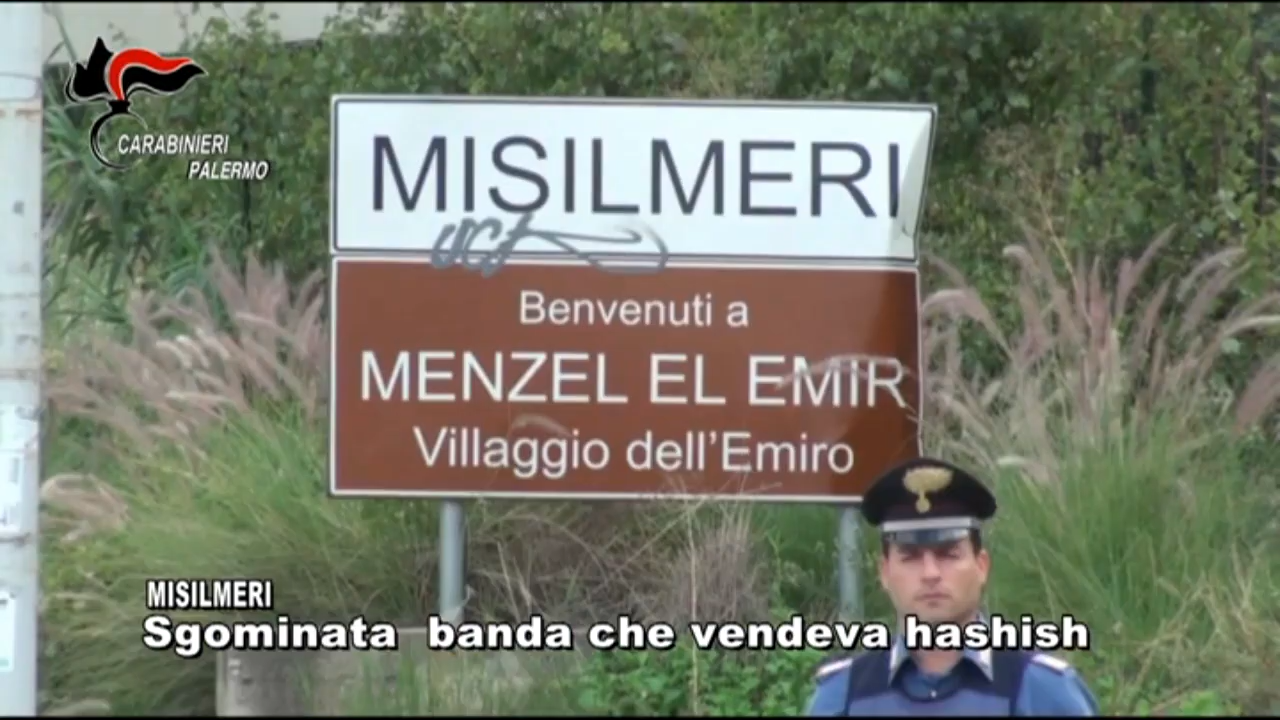 CARABINIERI
PALERMO
MISILMERI
Benvenuti a
MENZEL EL EMIR
Villaggio dell'Emiro
MISILMERI
Sgominata banda che vendeva hashish